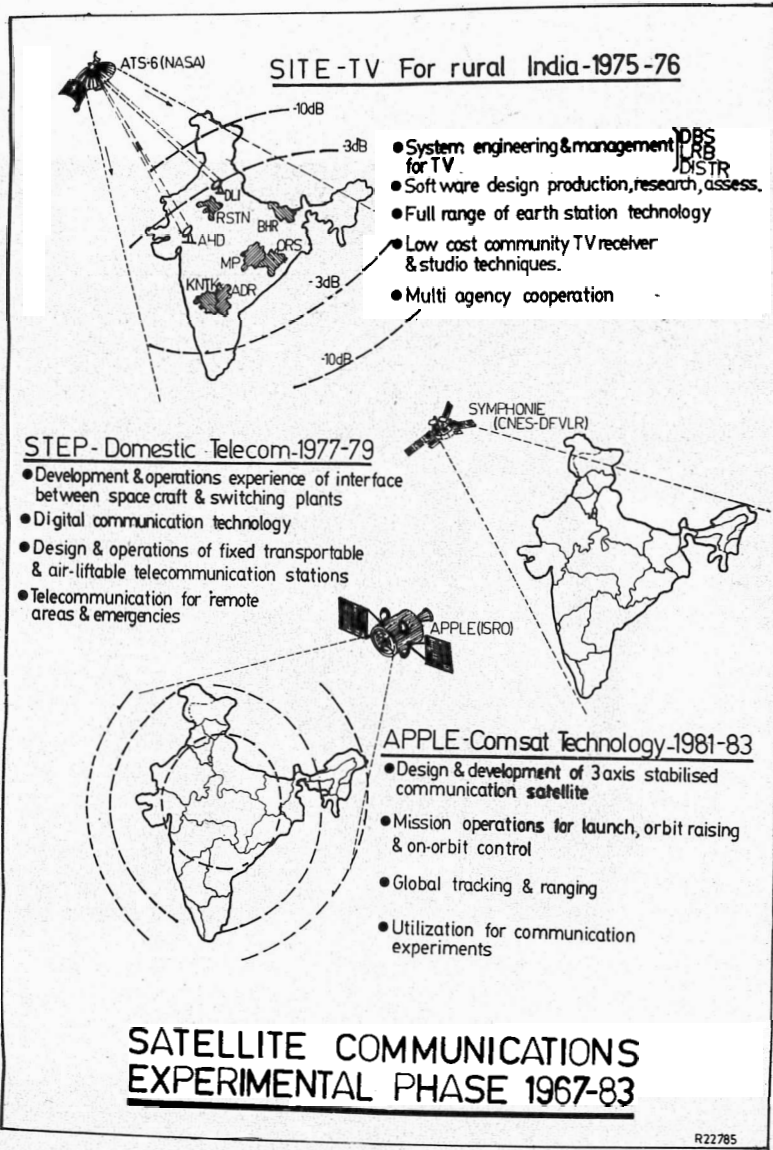 ATS-6(NASA)
SITE-TV For rural India-1975-76
-10dB
-3dB
DLI
RSTN
BHR
AHD
MP
ORS
KNTK
ADR
-3dB
-10dB
● System engineering & management } DBS
for TV LRB
DISTR
● Soft ware design production, research, assess.
● Full range of earth station technology
● Low cost community TV receiver
& studio techniques.
● Multi agency cooperation
SYMPHONIE
(CNES-DFVLR)
STEP- Domestic Telecom-1977-79
● Development & operations experience of interface
between space craft & switching plants
● Digital communication technology
● Design & operations of fixed transportable
& air-liftable telecommunication stations
● Telecommunication for remote
areas & emergencies
APPLE(ISRO)
APPLE-Comsat Technology-1981-83
● Design & development of 3 axis stabilised
communication satellite
● Mission operations for launch, orbit raising
& on-orbit control
● Global tracking & ranging
● Utilization for communication
experiments
SATELLITE COMMUNICATIONS
EXPERIMENTAL PHASE 1967-83
R22785